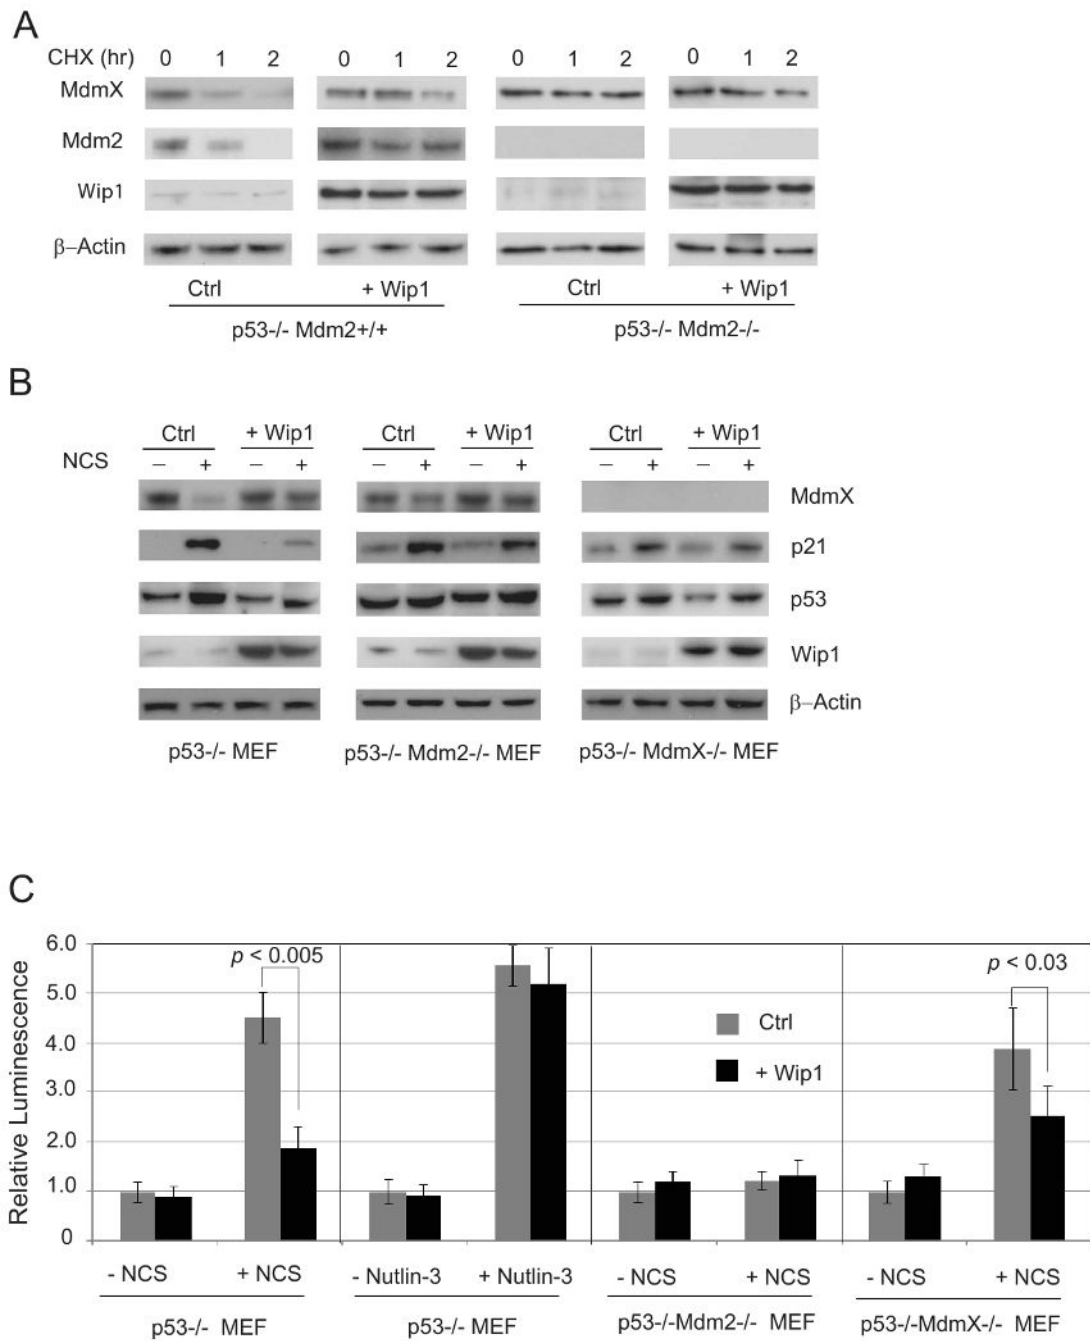 A
CHX (hr) 0 1 2 0 1 2 0 1 2 0 1 2
MdmX
Mdm2
Wip1
β–Actin
Ctrl + Wip1 Ctrl + Wip1
p53-/- Mdm2+/+ p53-/- Mdm2-/-
B
Ctrl + Wip1 Ctrl + Wip1 Ctrl + Wip1
NCS – + – + – + – + – + – +
MdmX
p21
p53
Wip1
β–Actin
p53-/- MEF p53-/- Mdm2-/- MEF p53-/- MdmX-/- MEF
C
Relative Luminescence
6.0
5.0
4.0
3.0
2.0
1.0
0
p < 0.005
p < 0.03
Ctrl
+ Wip1
- NCS + NCS - Nutlin-3 + Nutlin-3 - NCS + NCS - NCS + NCS
p53-/- MEF p53-/- MEF p53-/-Mdm2-/- MEF p53-/-MdmX-/- MEF